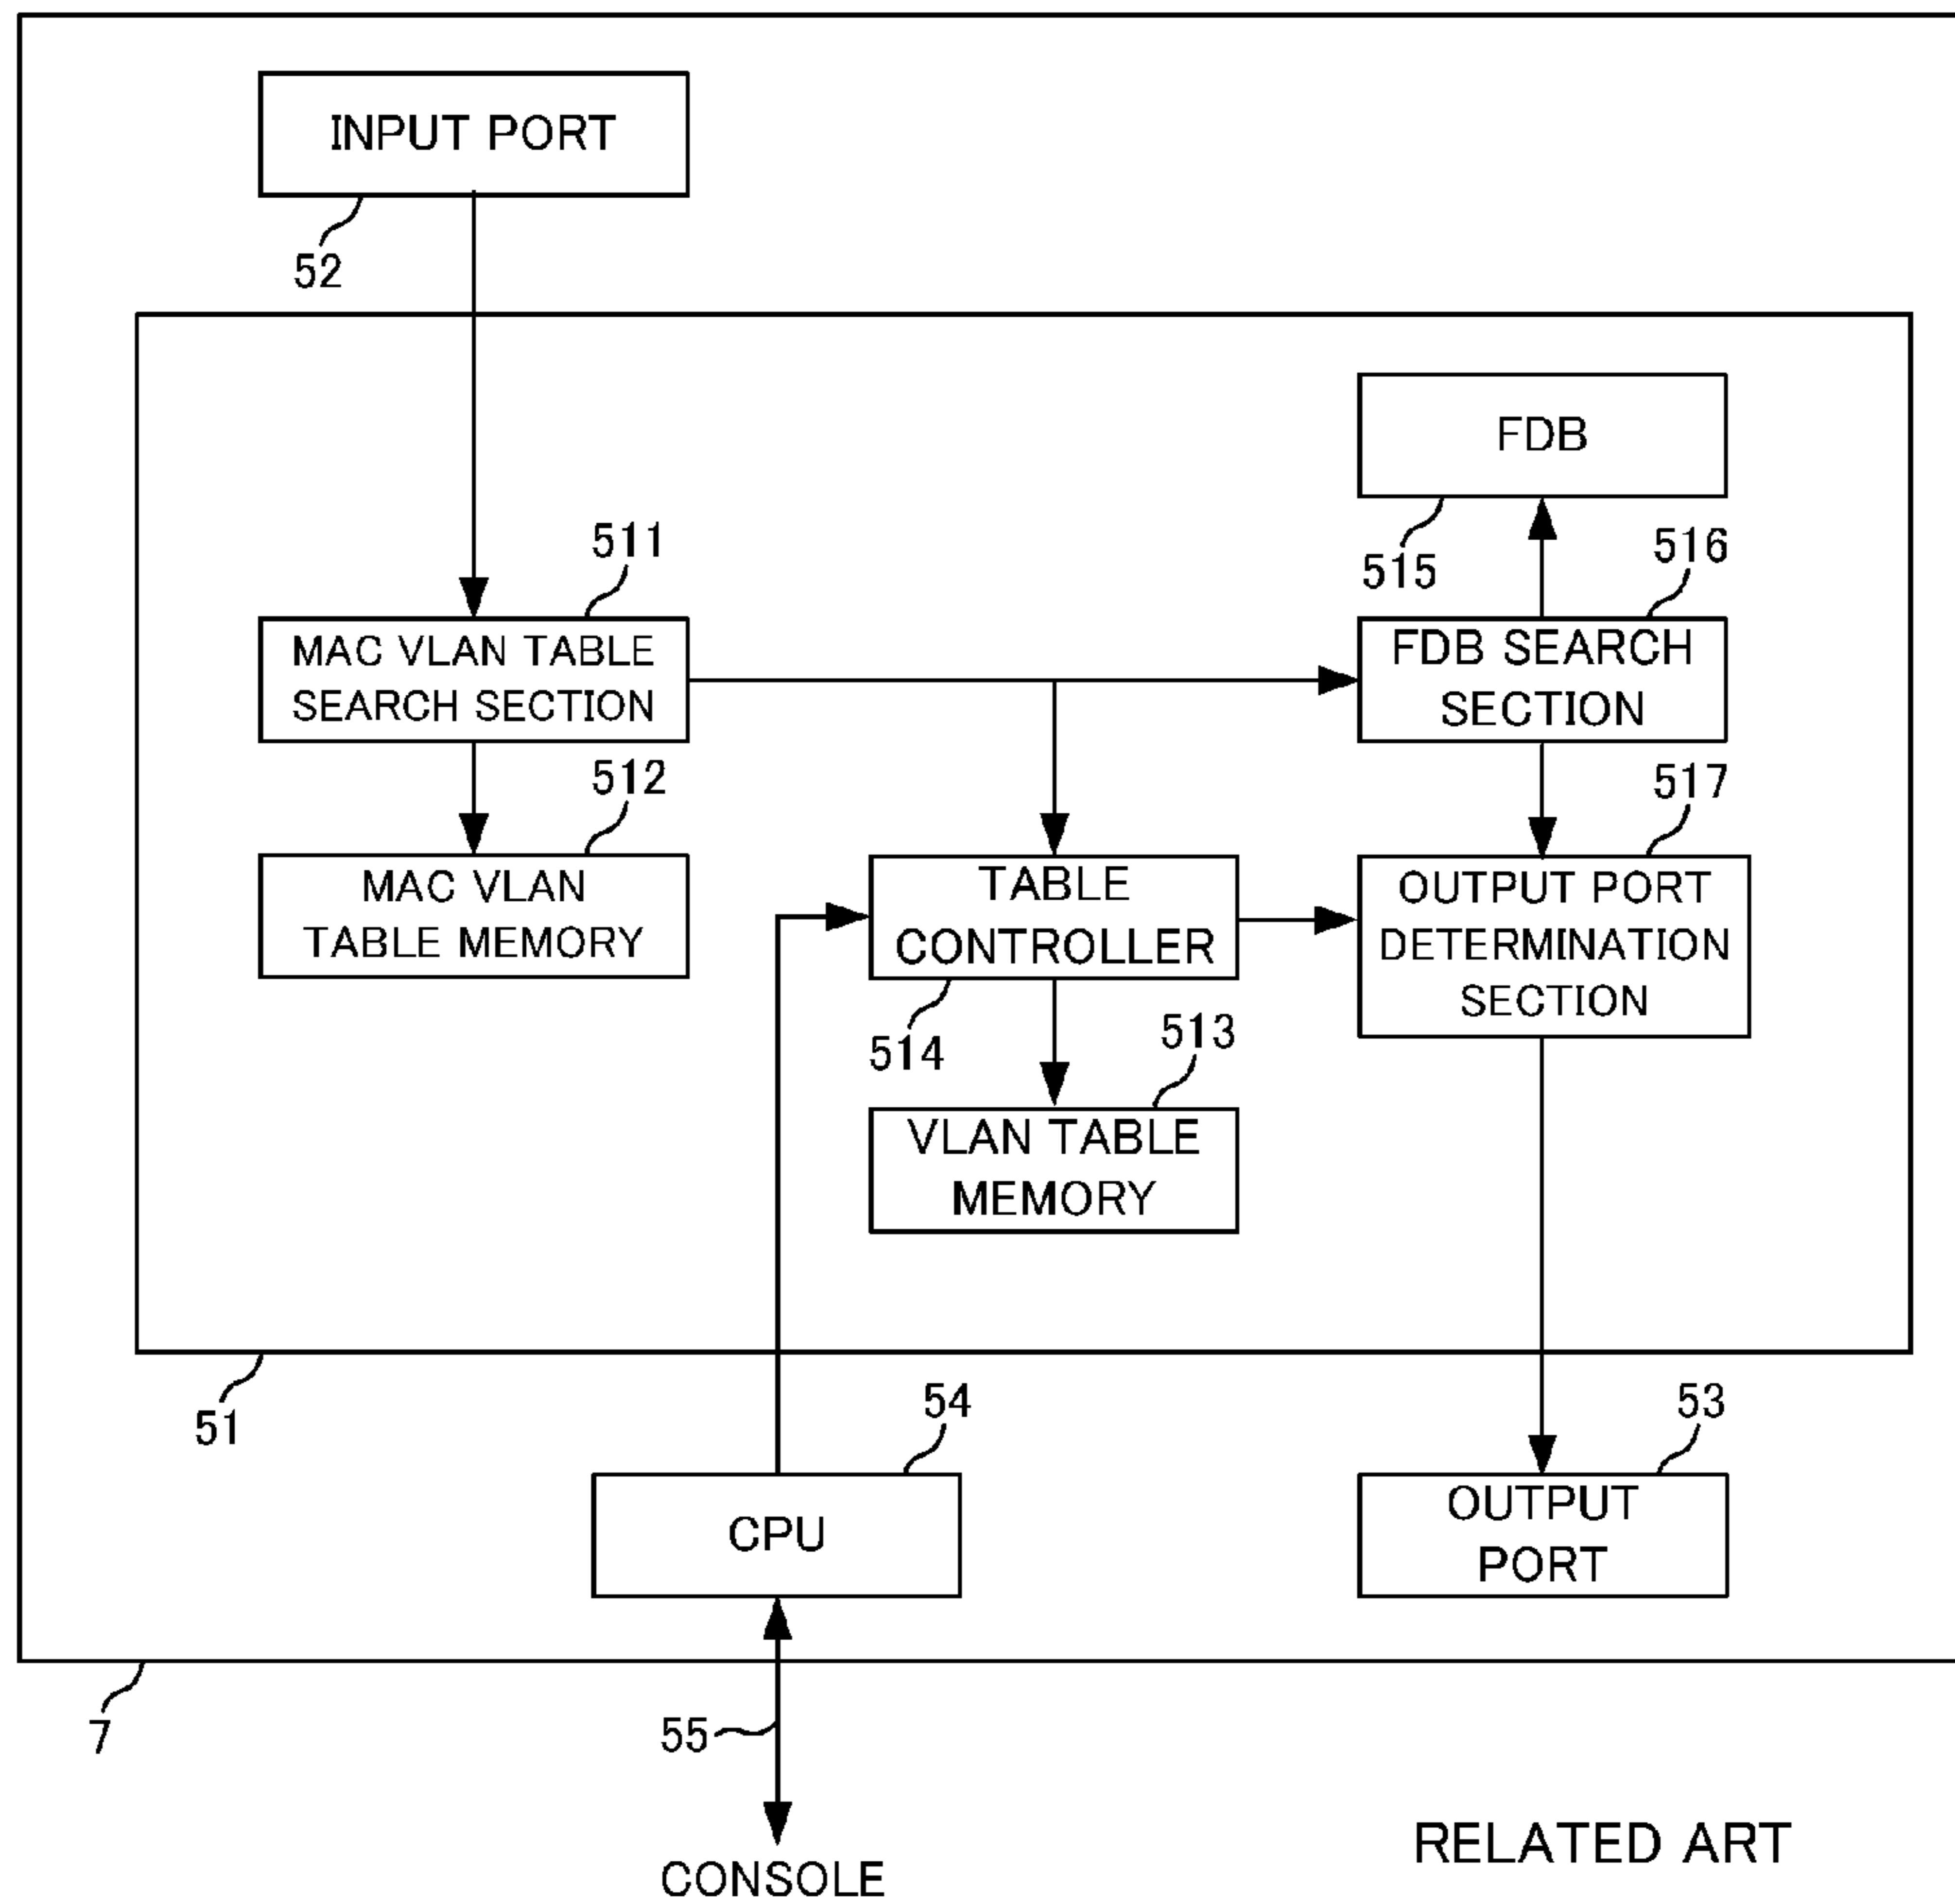 INPUT PORT
52
FDB
511
515
516
MAC VLAN TABLE
SEARCH SECTION
FDB SEARCH
SECTION
512
517
MAC VLAN
TABLE MEMORY
TABLE
CONTROLLER
OUTPUT PORT
DETERMINATION
SECTION
514
513
VLAN TABLE
MEMORY
51
54
53
CPU
OUTPUT
PORT
7
55
CONSOLE
RELATED ART